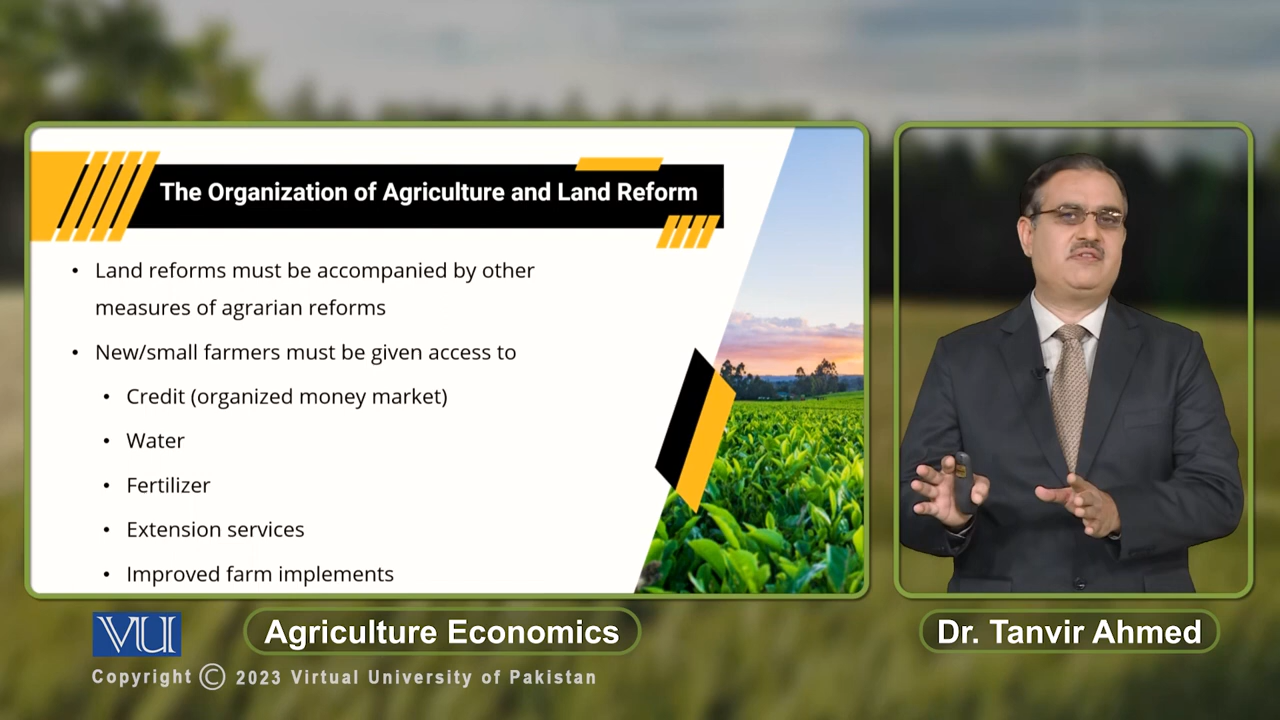 The Organization of Agriculture and Land Reform
• Land reforms must be accompanied by other
measures of agrarian reforms
• New/small farmers must be given access to
• Credit (organized money market)
• Water
• Fertilizer
• Extension services
• Improved farm implements
VU
Agriculture Economics
Dr. Tanvir Ahmed
Copyright © 2023 Virtual University of Pakistan